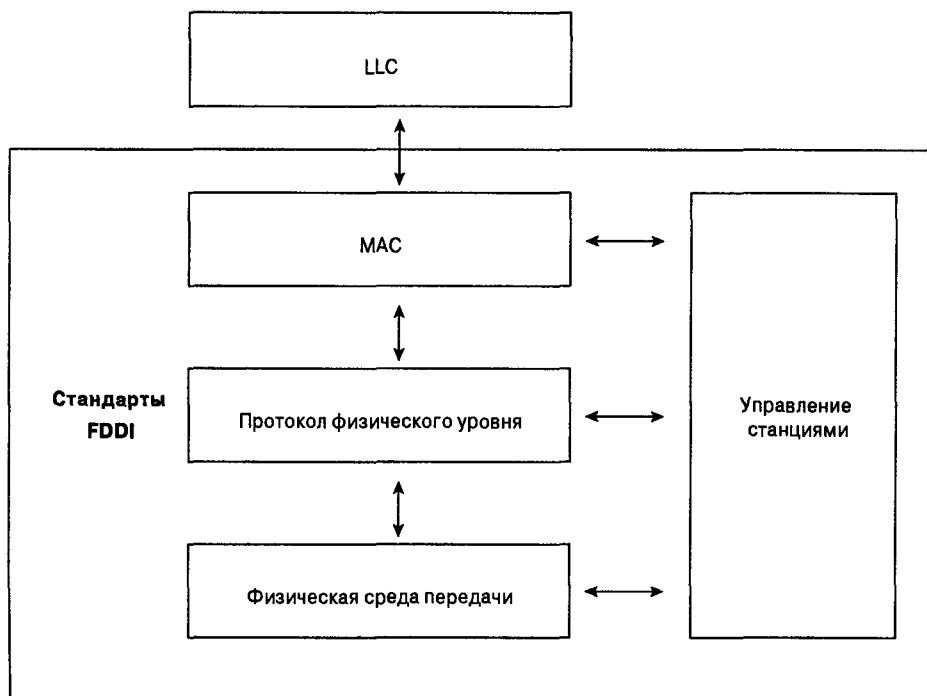 LLC
MAC
Стандарты
FDDI
Протокол физического уровня
Управление
станциями
Физическая среда передачи